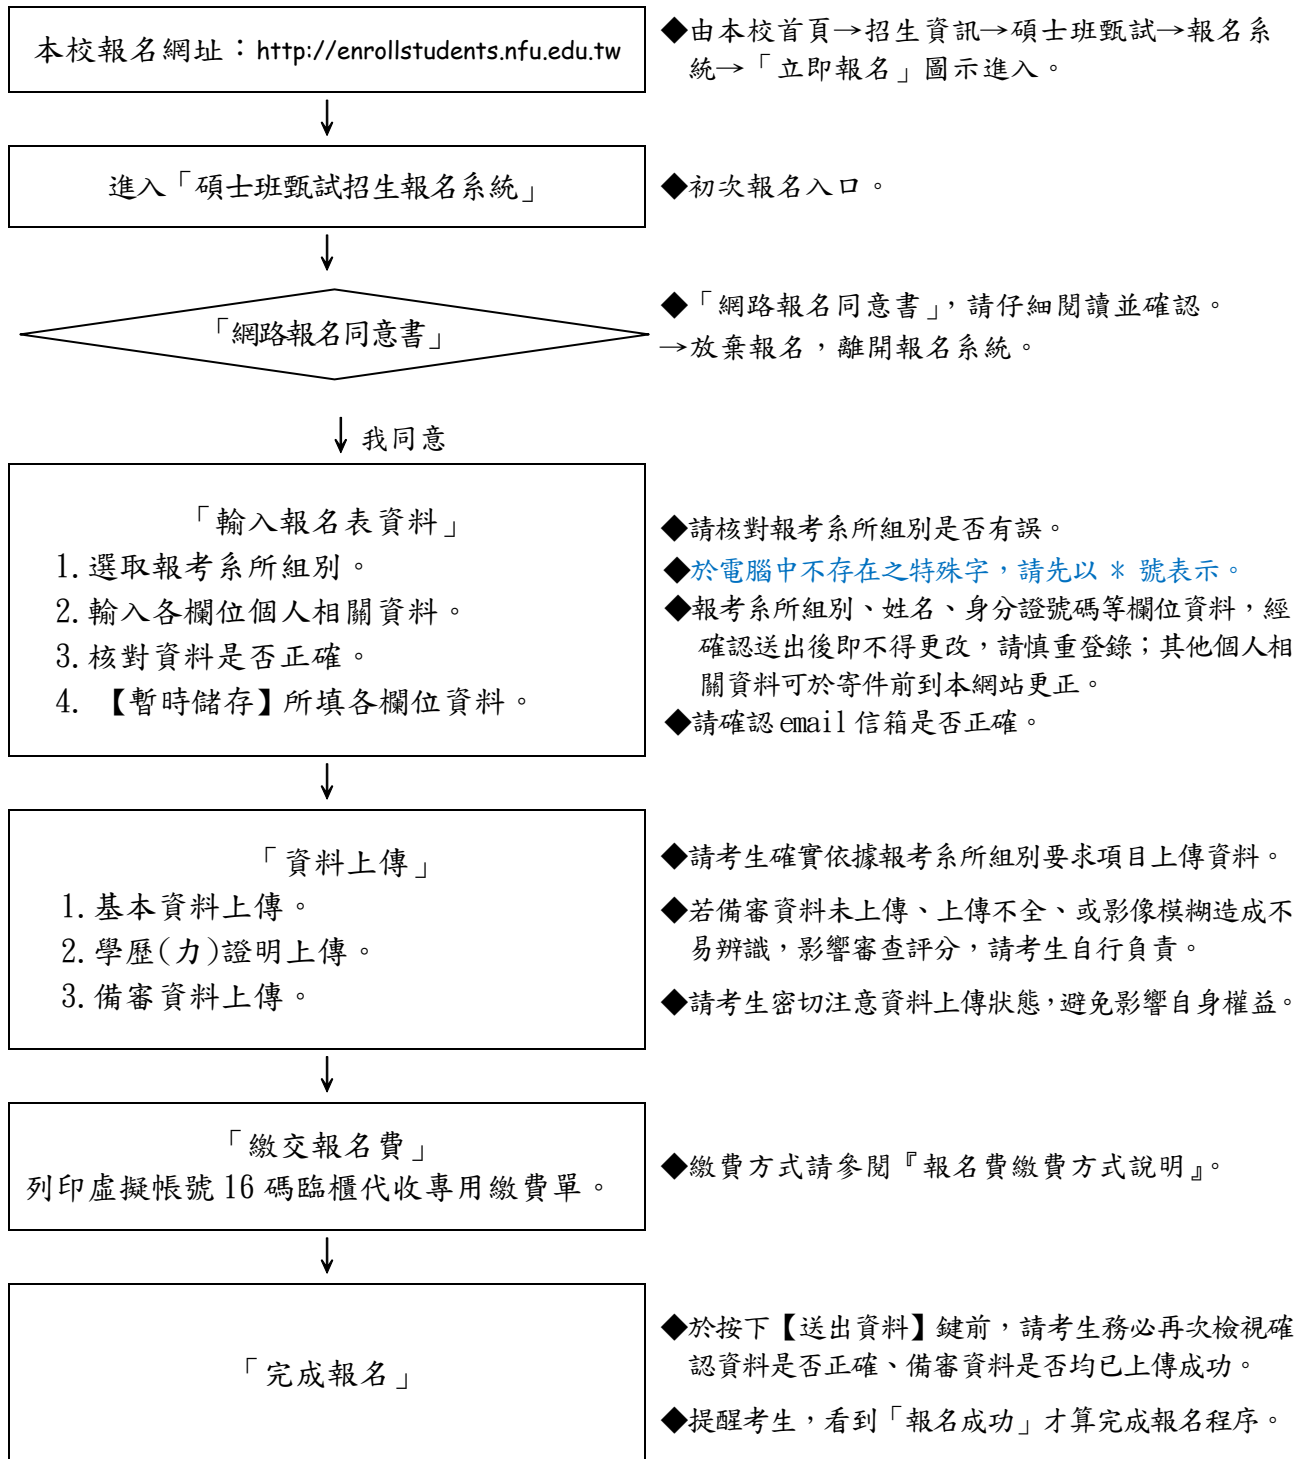 本校報名網址：http://enrollstudents.nfu.edu.tw
◆由本校首頁→招生資訊→碩士班甄試→報名系
統→「立即報名」圖示進入。
↓
進入「碩士班甄試招生報名系統」
◆初次報名入口。
↓
「網路報名同意書」
◆「網路報名同意書」，請仔細閱讀並確認。
→放棄報名，離開報名系統。
↓ 我同意
「輸入報名表資料」
1.選取報考系所組別。
2.輸入各欄位個人相關資料。
3.核對資料是否正確。
4. 【暫時儲存】所填各欄位資料。
◆請核對報考系所組別是否有誤。
◆於電腦中不存在之特殊字，請先以 * 號表示。
◆報考系所組別、姓名、身分證號碼等欄位資料，經
確認送出後即不得更改，請慎重登錄；其他個人相
關資料可於寄件前到本網站更正。
◆請確認 email 信箱是否正確。
↓
「資料上傳」
1.基本資料上傳。
2.學歷(力)證明上傳。
3.備審資料上傳。
◆請考生確實依據報考系所組別要求項目上傳資料。
◆若備審資料未上傳、上傳不全、或影像模糊造成不
易辨識，影響審查評分，請考生自行負責。
◆請考生密切注意資料上傳狀態，避免影響自身權益。
↓
「繳交報名費」
列印虛擬帳號 16 碼臨櫃代收專用繳費單。
◆繳費方式請參閱『報名費繳費方式說明』。
↓
「完成報名」
◆於按下【送出資料】鍵前，請考生務必再次檢視確
認資料是否正確、備審資料是否均已上傳成功。
◆提醒考生，看到「報名成功」才算完成報名程序。